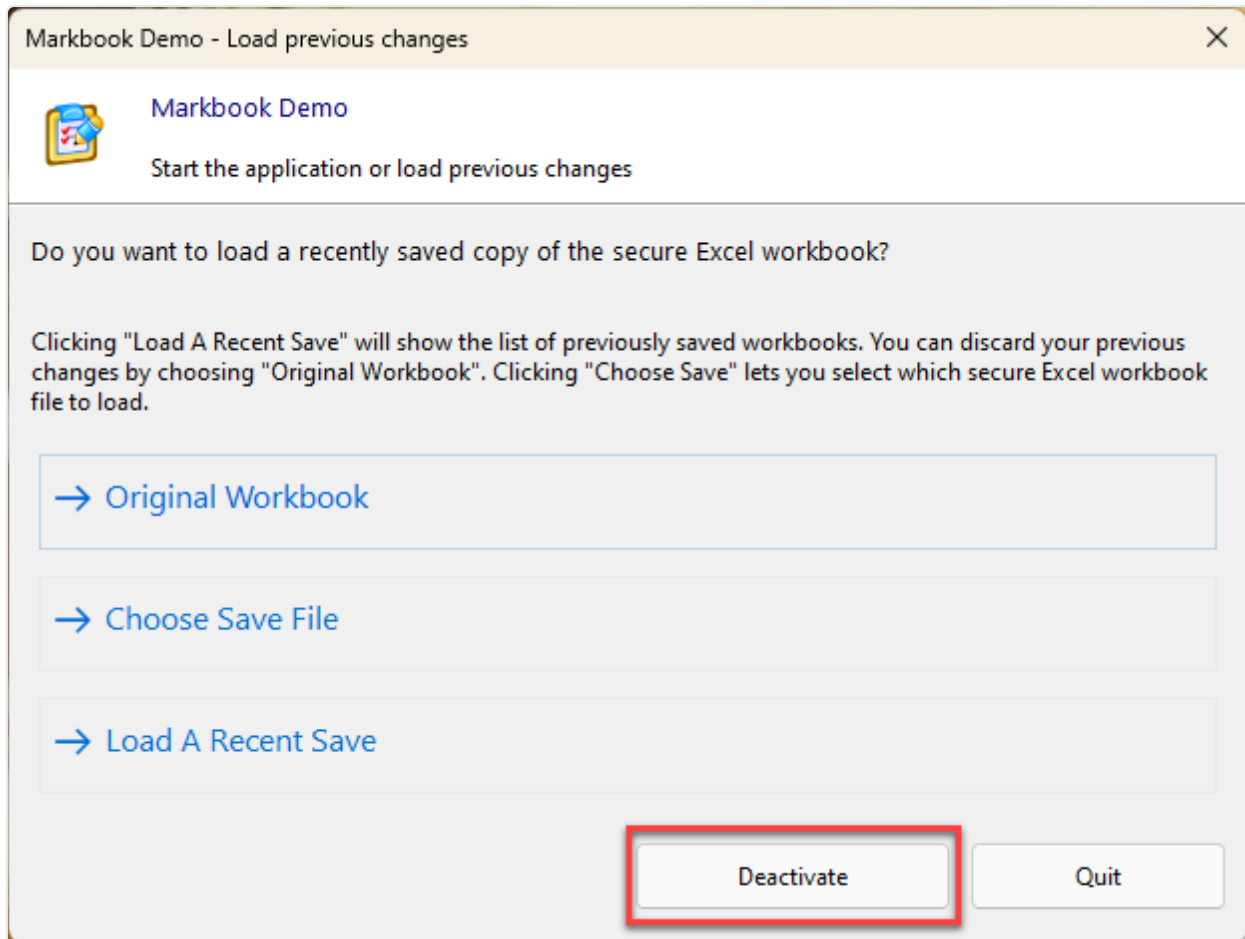 Markbook Demo - Load previous changes
Markbook Demo
Start the application or load previous changes
Do you want to load a recently saved copy of the secure Excel workbook?
Clicking "Load A Recent Save" will show the list of previously saved workbooks. You can discard your previous
changes by choosing "Original Workbook". Clicking "Choose Save" lets you select which secure Excel workbook
file to load.
Original Workbook
Choose Save File
Load A Recent Save
Deactivate
Quit